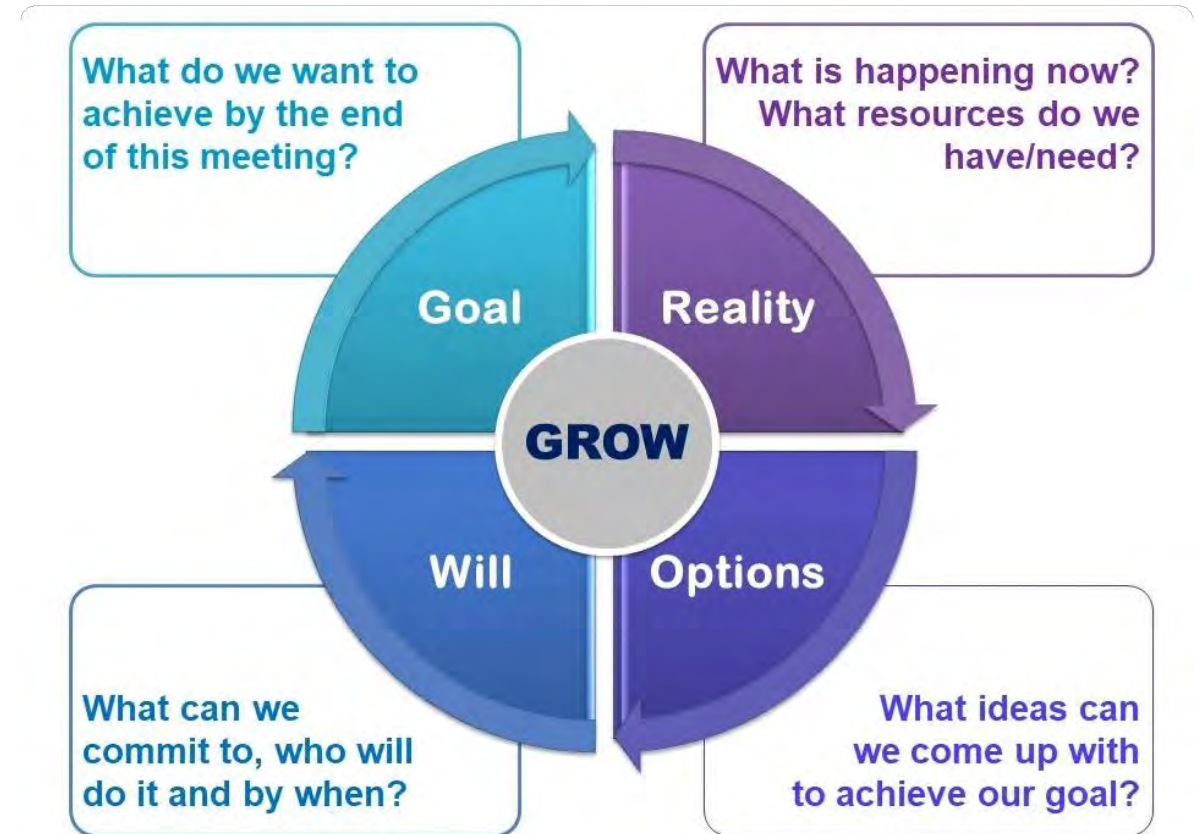 What do we want to
achieve by the end
of this meeting?
What is happening now?
What resources do we
have/need?
Goal
Reality
GROW
Will
Options
What can we
commit to, who will
do it and by when?
What ideas can
we come up with
to achieve our goal?